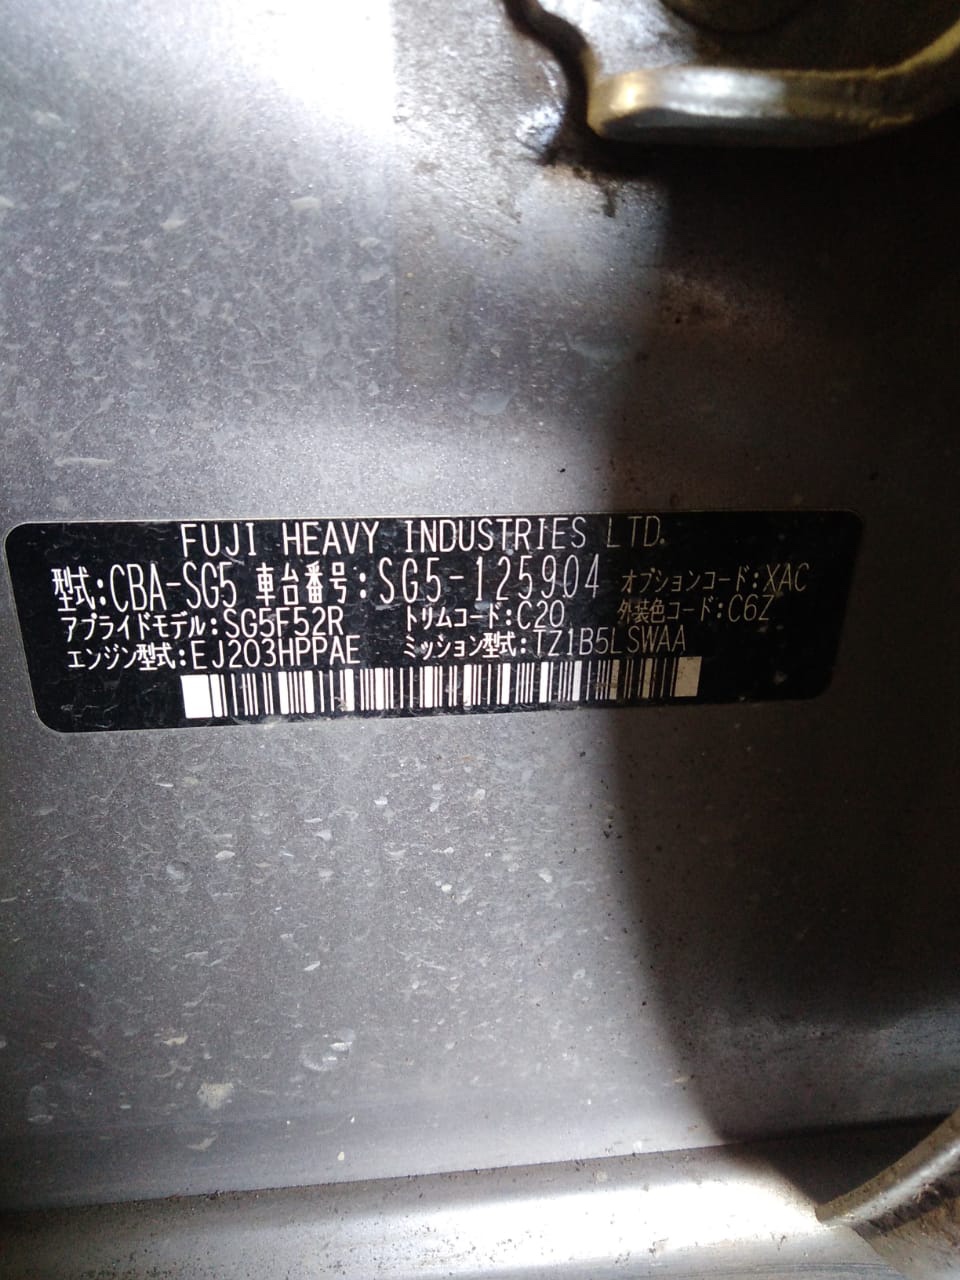 FUJI HEAVY INDUSTRIES LTD.
型式:CBA-SG5 車台番号:SG5-125904 オプションコード:XAC
アプライドモデル:SG5F52R トリムコード:C20 外装色コード:C6Z
エンジン型式:EJ203HPPAE ミッション型式:TZ1B5LSWAA